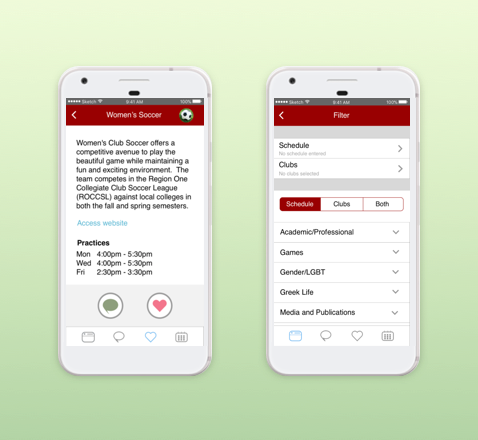 Sketch 9:41 AM 100%
Women's Soccer
Women's Club Soccer offers a
competitive avenue to play the
beautiful game while maintaining a
fun and exciting environment. The
team competes in the Region One
Collegiate Club Soccer League
(ROCCSL) against local colleges in
both the fall and spring semesters.
Access website
Practices
Mon 4:00pm - 5:30pm
Wed 4:00pm - 5:30pm
Fri 2:30pm - 3:30pm
Sketch 9:41 AM 100%
Filter
Schedule
No schedule entered
Clubs
No clubs selected
Schedule Clubs Both
Academic/Professional
Games
Gender/LGBT
Greek Life
Media and Publications